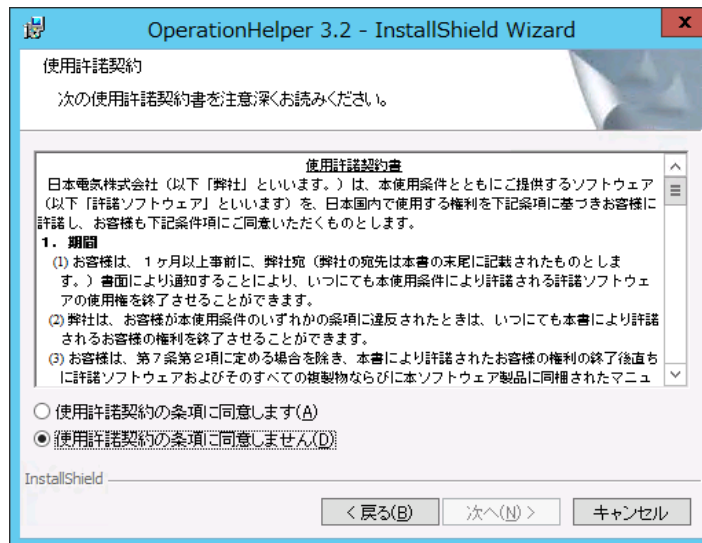 OperationHelper 3.2 - InstallShield Wizard
x
使用許諾契約
次の使用許諾契約書を注意深くお読みください。
使用許諾契約書
日本電気株式会社（以下「弊社」といいます。）は、本使用条件とともにご提供するソフトウェア
（以下「許諾ソフトウェア」といいます）を、日本国内で使用する権利を下記条項に基づきお客様に
許諾し、お客様も下記条件項にご同意いただくものとします。
1. 期間
(1) お客様は、１ヶ月以上事前に、弊社宛（弊社の宛先は本書の末尾に記載されたものとしま
す。）書面により通知することにより、いつにても本使用条件により許諾される許諾ソフトウェ
アの使用権を終了させることができます。
(2) 弊社は、お客様が本使用条件のいずれかの条項に違反されたときは、いつにても本書により許諾
されるお客様の権利を終了させることができます。
(3) お客様は、第７条第２項に定める場合を除き、本書により許諾されたお客様の権利の終了後直ち
に許諾ソフトウェアおよびそのすべての複製物ならびに本ソフトウェア製品に同梱されたマニュ
使用許諾契約の条項に同意します(A)
使用許諾契約の条項に同意しません(D)
InstallShield
< 戻る(B)
次へ(N) >
キャンセル